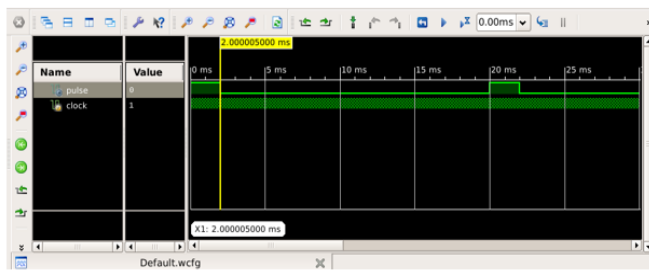 0.00ms
2.000005000 ms
Name
Value
0 ms
5 ms
10 ms
15 ms
20 ms
25 ms
pulse
0
clock
1
X1: 2.000005000 ms
Default.wcfg